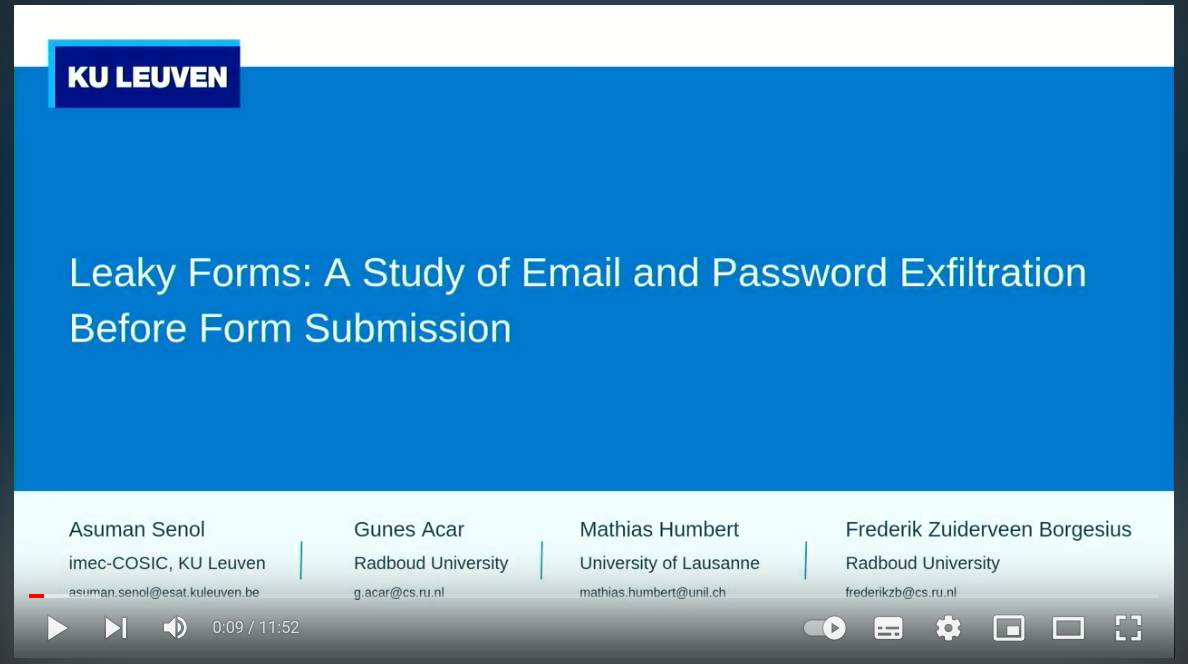 KU LEUVEN
Leaky Forms: A Study of Email and Password Exfiltration
Before Form Submission
Asuman Senol
imec-COSIC, KU Leuven
asuman.senol@esat.kuleuven.be
Gunes Acar
Radboud University
g.acar@cs.ru.nl
Mathias Humbert
University of Lausanne
mathias.humbert@unil.ch
Frederik Zuiderveen Borgesius
Radboud University
frederikzb@cs.ru.nl
0:09 / 11:52